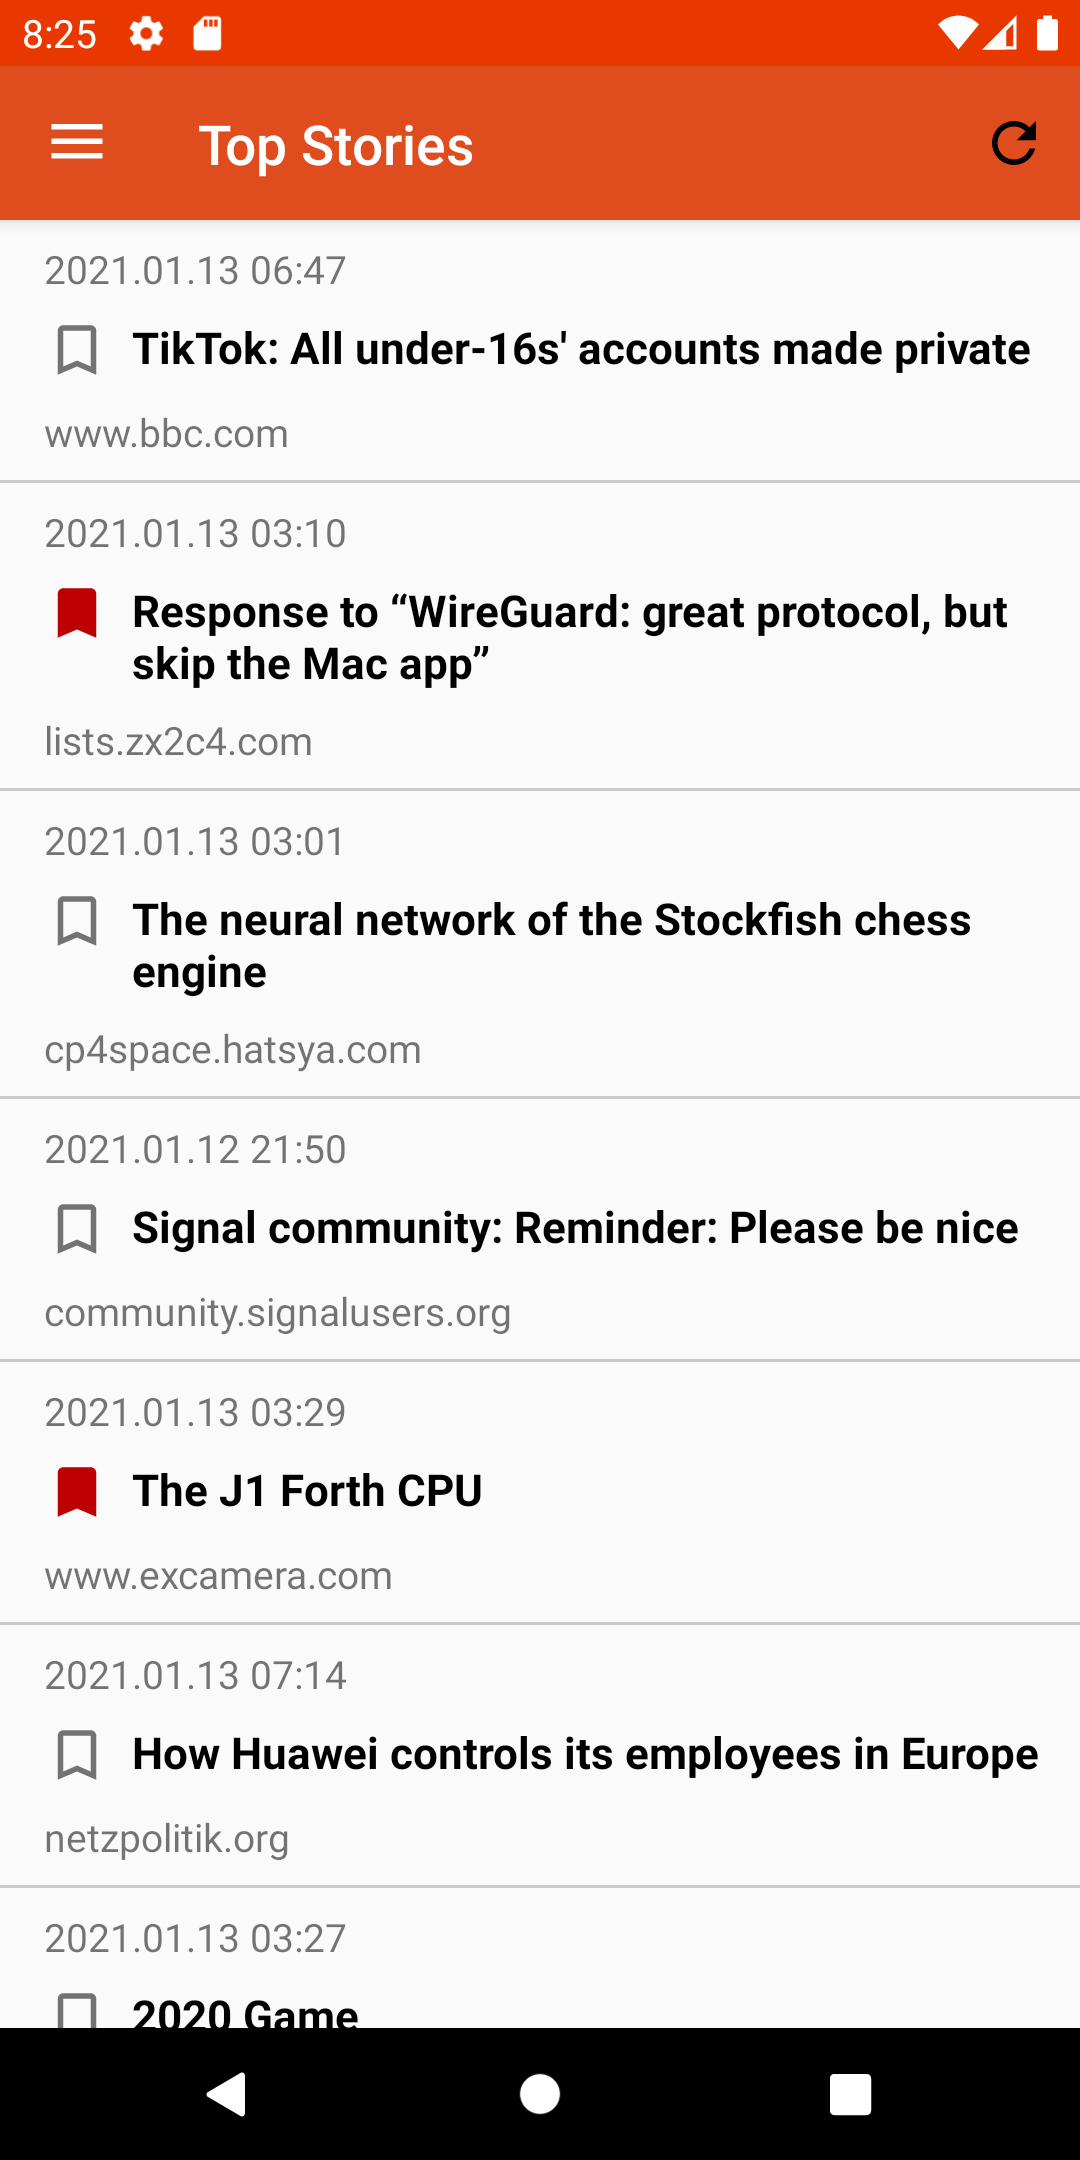 8:25
Top Stories
2021.01.13 06:47
TikTok: All under-16s' accounts made private
www.bbc.com
2021.01.13 03:10
Response to “WireGuard: great protocol, but
skip the Mac app”
lists.zx2c4.com
2021.01.13 03:01
The neural network of the Stockfish chess
engine
cp4space.hatsya.com
2021.01.12 21:50
Signal community: Reminder: Please be nice
community.signalusers.org
2021.01.13 03:29
The J1 Forth CPU
www.excamera.com
2021.01.13 07:14
How Huawei controls its employees in Europe
netzpolitik.org
2021.01.13 03:27
2020 Game